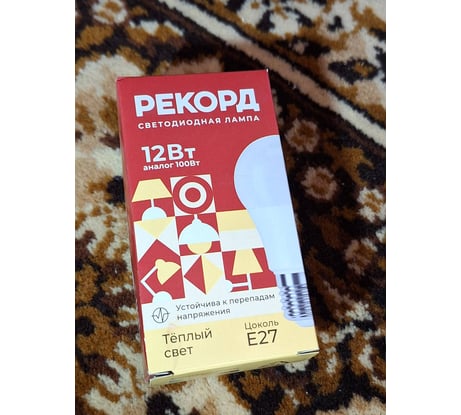 РЕКОРД
СВЕТОДИОДНАЯ ЛАМПА
12Вт
аналог 100Вт
Устойчива к перепадам
напряжения
Тёплый
свет
Цоколь
E27